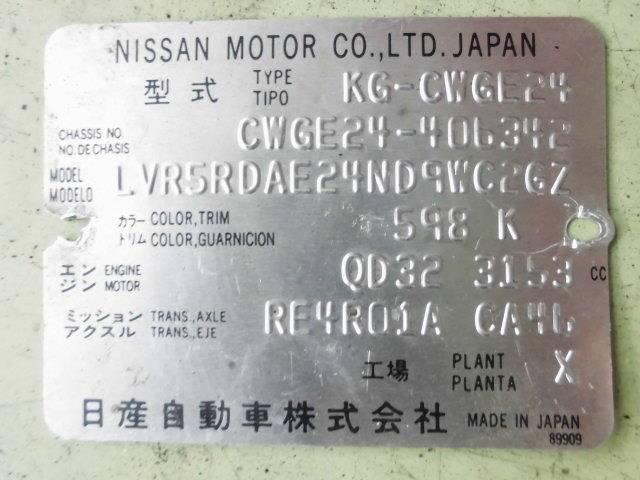 NISSAN MOTOR CO.,LTD. JAPAN
型式 TYPE TIPO KG-CWGE24
CHASSIS NO. NO. DE CHASIS CWGE24-406342
MODEL MODELO LVR5RDAE24ND9WC2GZ
カラー COLOR, TRIM
トリム COLOR, GUARNICION 598 K
エンジン ENGINE MOTOR QD32 3153 CC
ミッション TRANS., AXLE
アクスル TRANS., EJE RE4R01A CA46
工場 PLANT PLANTA X
日産自動車株式会社 MADE IN JAPAN
89909